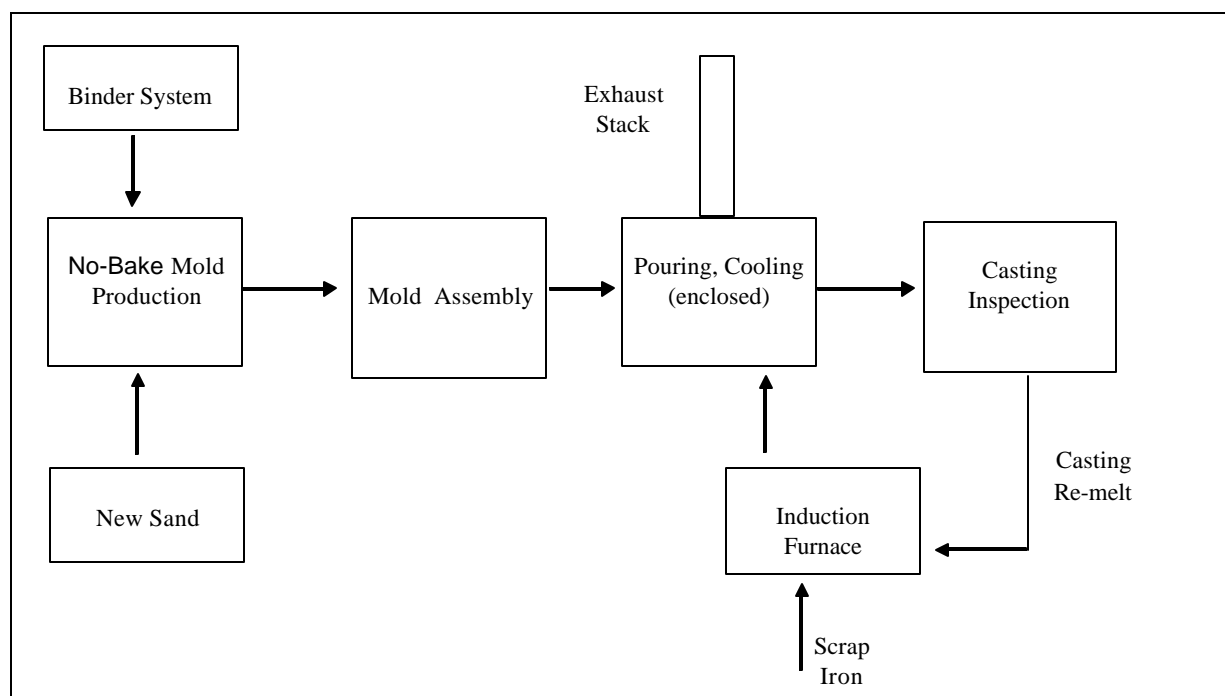 Binder System
Exhaust
Stack
No-Bake Mold
Production
Mold Assembly
Pouring, Cooling
(enclosed)
Casting
Inspection
New Sand
Induction
Furnace
Casting
Re-melt
Scrap
Iron